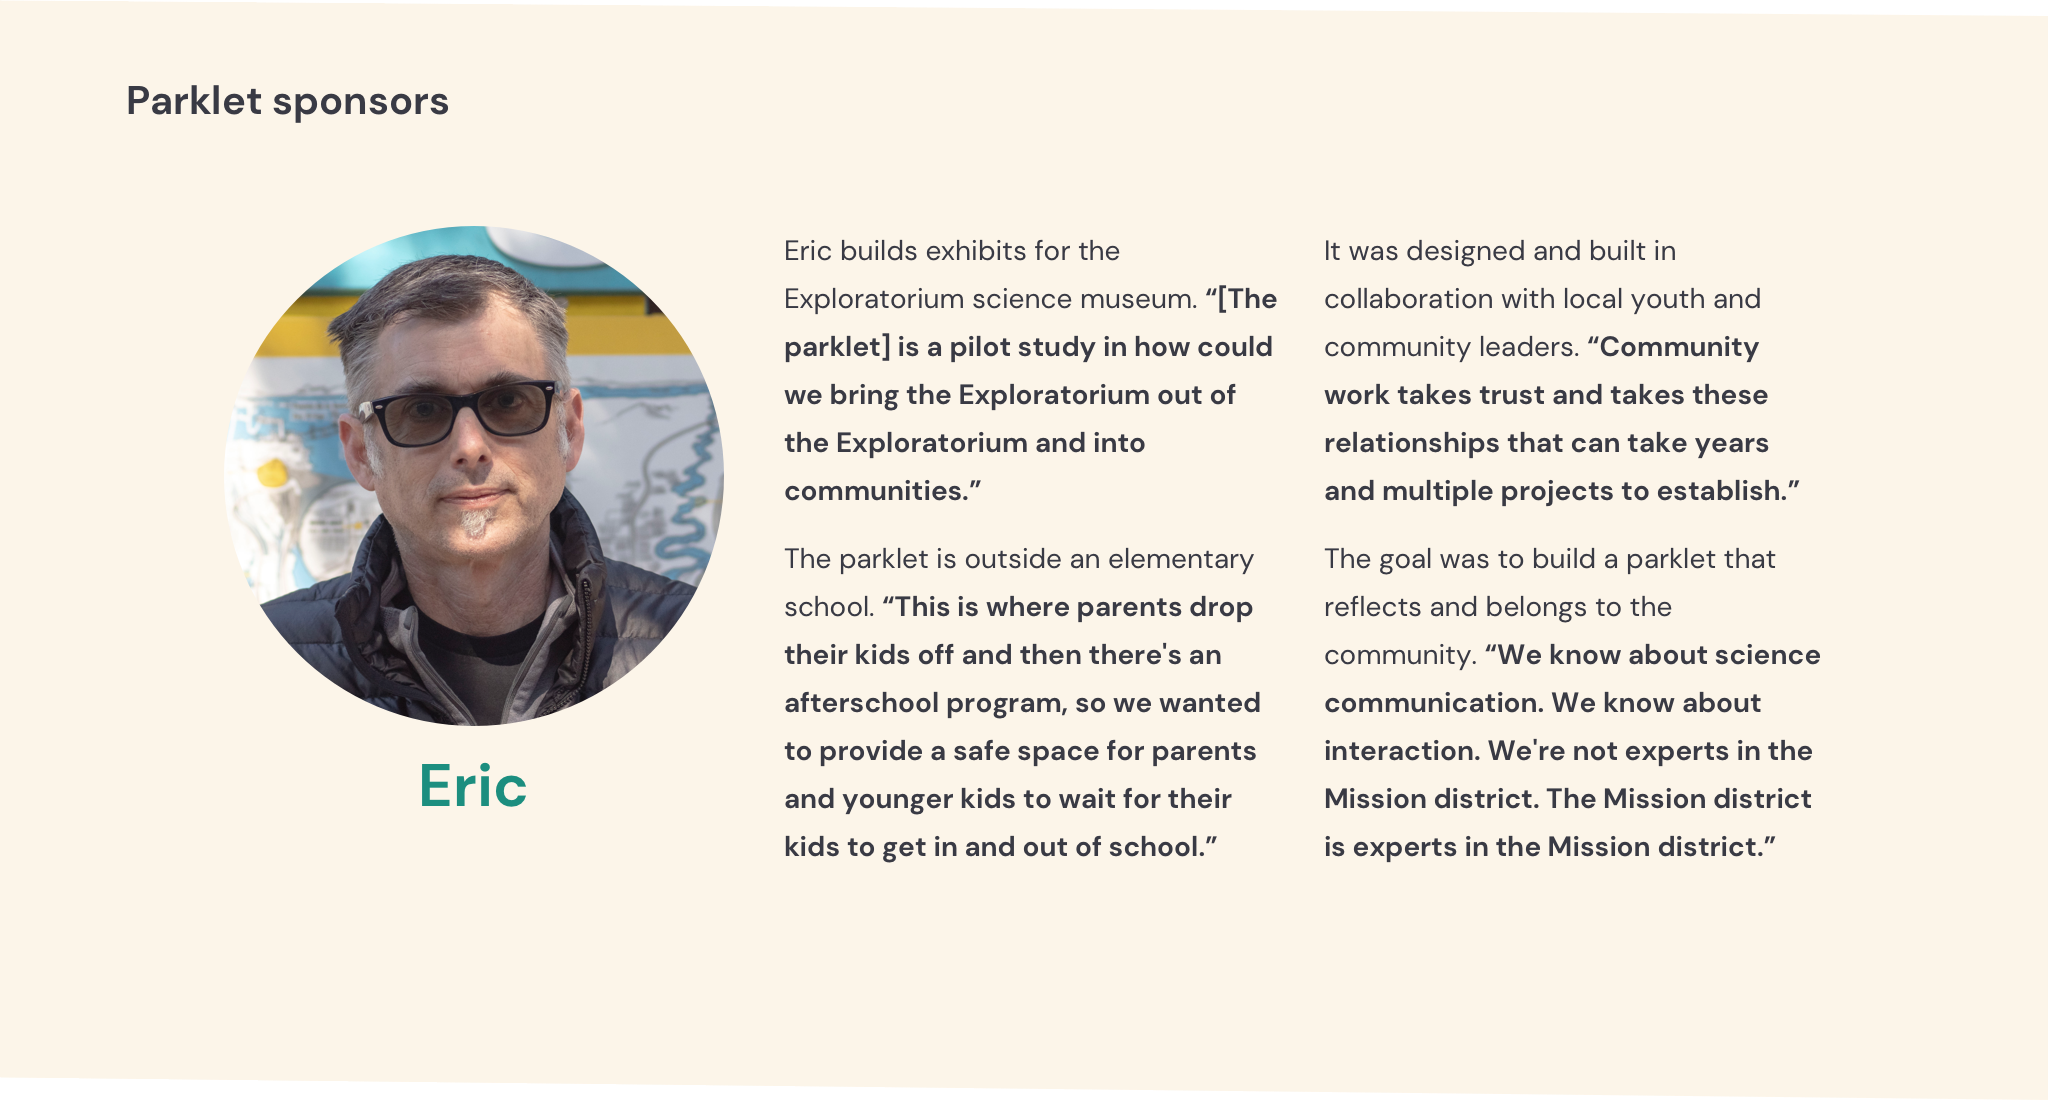 Parklet sponsors
Eric
Eric builds exhibits for the
Exploratorium science museum. “[The
parklet] is a pilot study in how could
we bring the Exploratorium out of
the Exploratorium and into
communities.”
The parklet is outside an elementary
school. “This is where parents drop
their kids off and then there's an
afterschool program, so we wanted
to provide a safe space for parents
and younger kids to wait for their
kids to get in and out of school.”
It was designed and built in
collaboration with local youth and
community leaders. “Community
work takes trust and takes these
relationships that can take years
and multiple projects to establish.”
The goal was to build a parklet that
reflects and belongs to the
community. “We know about science
communication. We know about
interaction. We're not experts in the
Mission district. The Mission district
is experts in the Mission district.”